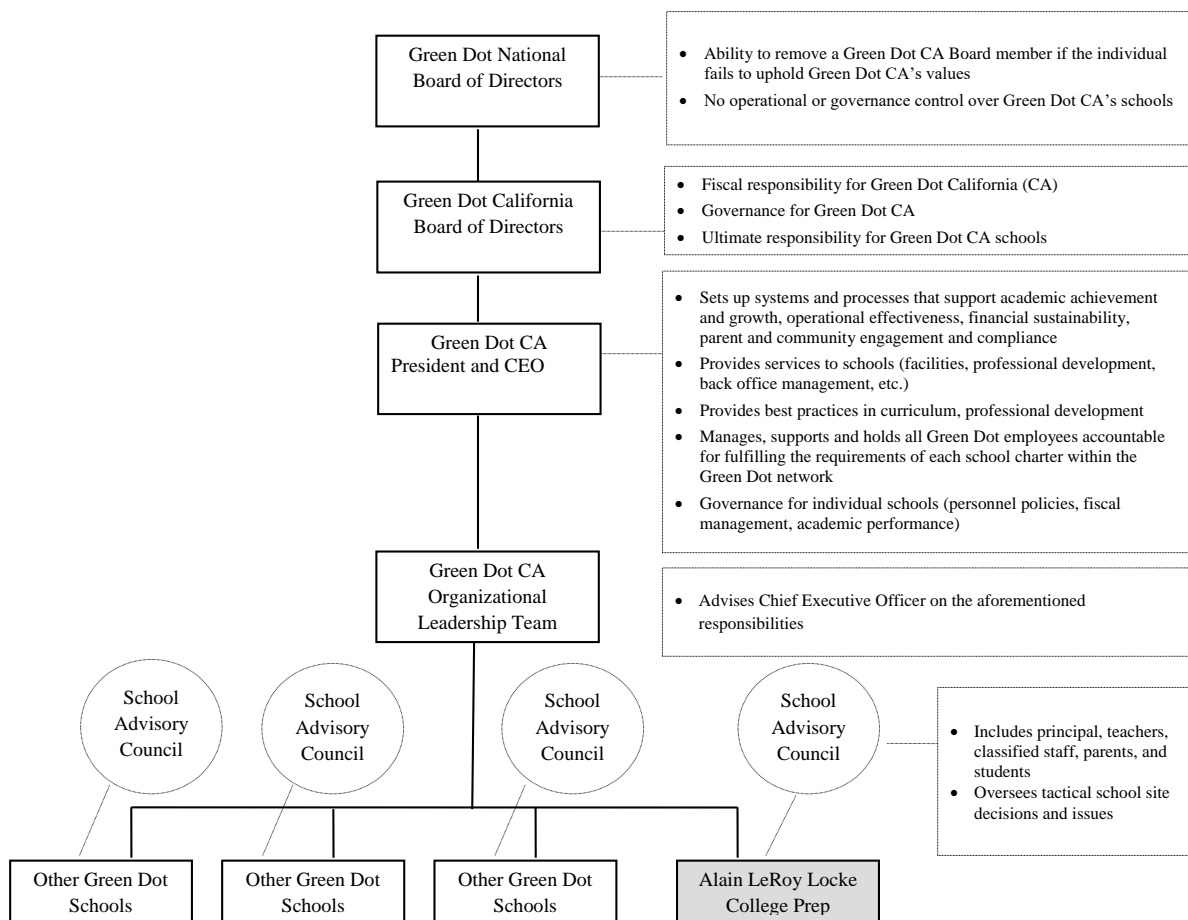 Green Dot National
Board of Directors
• Ability to remove a Green Dot CA Board member if the individual
fails to uphold Green Dot CA's values
• No operational or governance control over Green Dot CA's schools
Green Dot California
Board of Directors
• Fiscal responsibility for Green Dot California (CA)
• Governance for Green Dot CA
• Ultimate responsibility for Green Dot CA schools
Green Dot CA
President and CEO
• Sets up systems and processes that support academic achievement
and growth, operational effectiveness, financial sustainability,
parent and community engagement and compliance
• Provides services to schools (facilities, professional development,
back office management, etc.)
• Provides best practices in curriculum, professional development
• Manages, supports and holds all Green Dot employees accountable
for fulfilling the requirements of each school charter within the
Green Dot network
• Governance for individual schools (personnel policies, fiscal
management, academic performance)
Green Dot CA
Organizational
Leadership Team
• Advises Chief Executive Officer on the aforementioned
responsibilities
School
Advisory
Council
School
Advisory
Council
School
Advisory
Council
School
Advisory
Council
• Includes principal, teachers,
classified staff, parents, and
students
• Oversees tactical school site
decisions and issues
Other Green Dot
Schools
Other Green Dot
Schools
Other Green Dot
Schools
Alain LeRoy Locke
College Prep